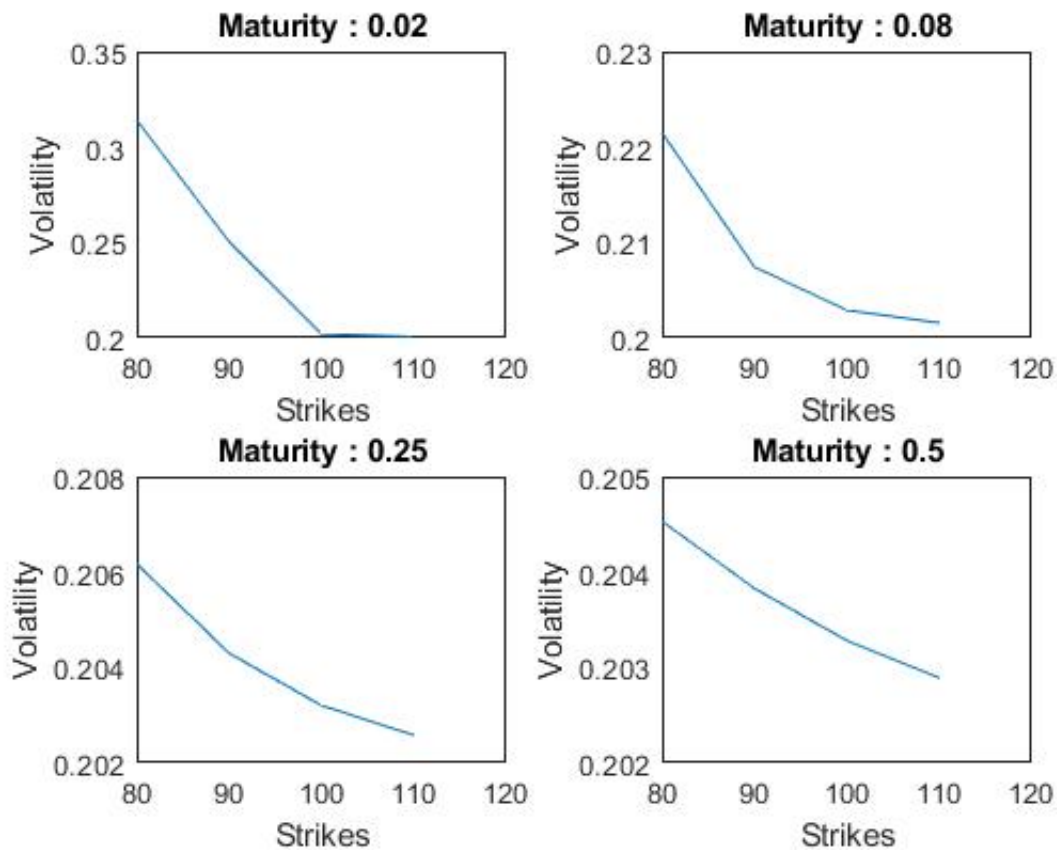 Maturity : 0.02
0.35
0.3
0.25
0.2
Volatility
80 90 100 110 120
Strikes
Maturity : 0.08
0.23
0.22
0.21
0.2
Volatility
80 90 100 110 120
Strikes
Maturity : 0.25
0.208
0.206
0.204
0.202
Volatility
80 90 100 110 120
Strikes
Maturity : 0.5
0.205
0.204
0.203
0.202
Volatility
80 90 100 110 120
Strikes